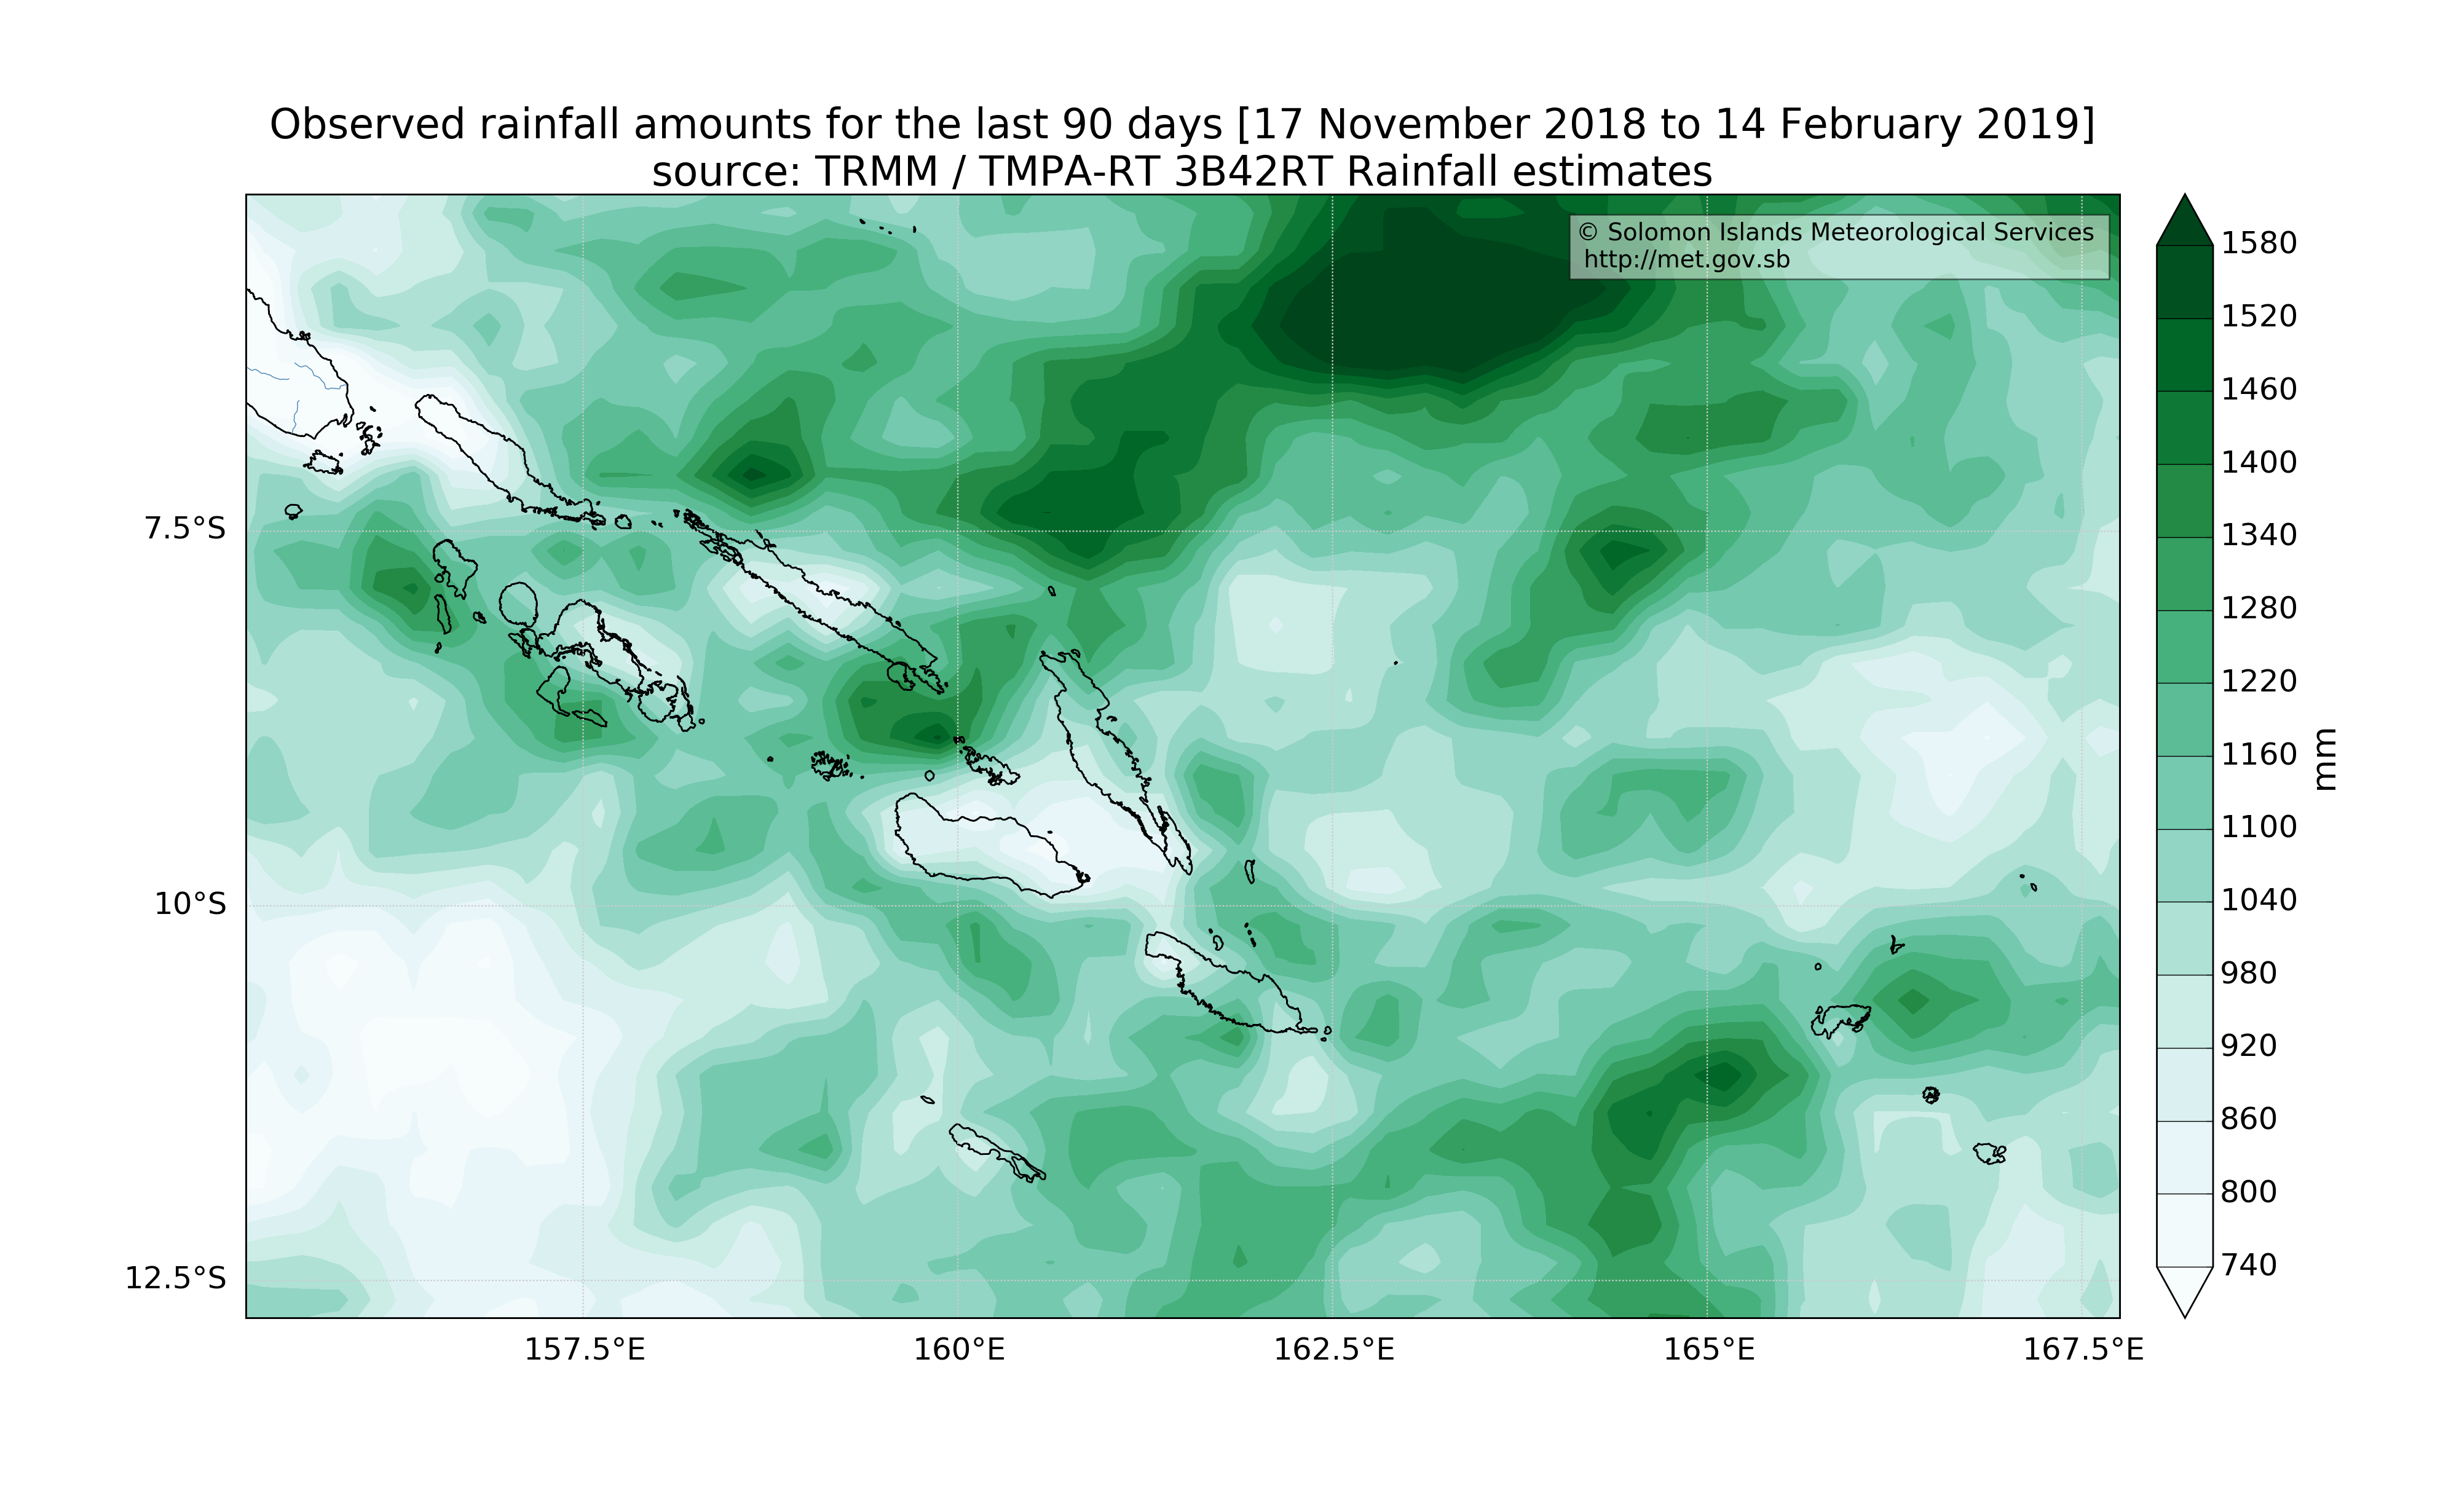 Observed rainfall amounts for the last 90 days [17 November 2018 to 14 February 2019]
source: TRMM / TMPA-RT 3B42RT Rainfall estimates
© Solomon Islands Meteorological Services
http://met.gov.sb
7.5°S
10°S
12.5°S
157.5°E
160°E
162.5°E
165°E
167.5°E
1580
1520
1460
1400
1340
1280
1220
1160
1100
1040
980
920
860
800
740
mm